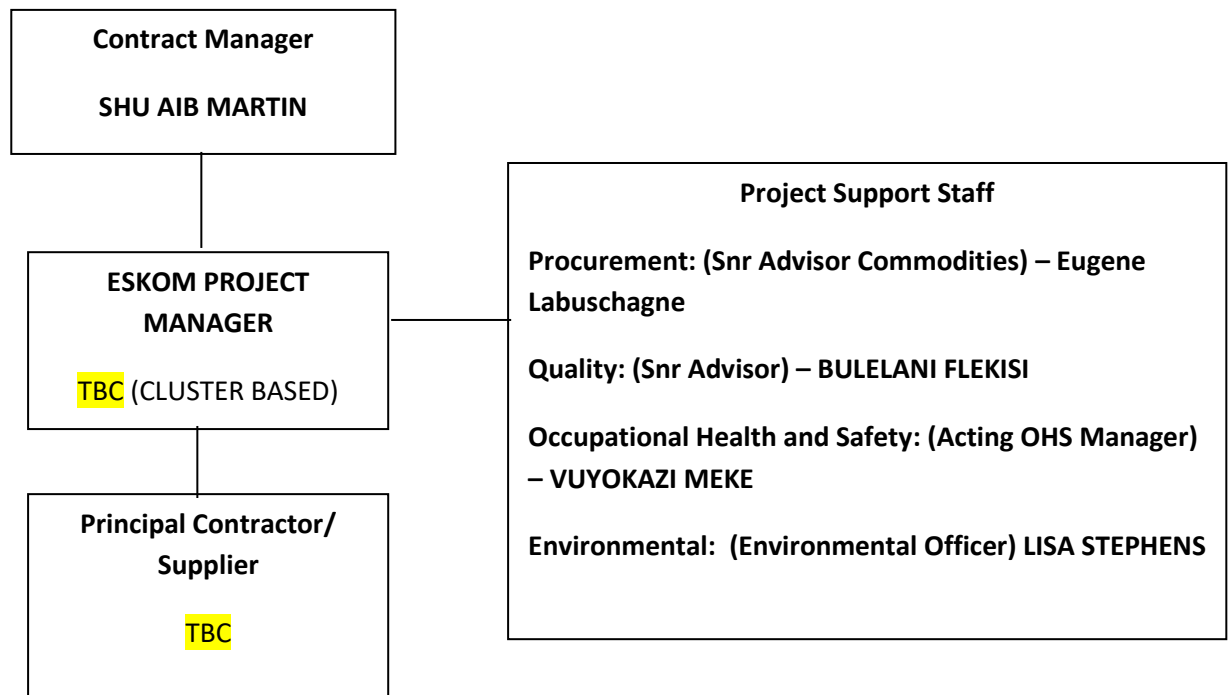 Contract Manager
SHU AIB MARTIN
ESKOM PROJECT
MANAGER
TBC (CLUSTER BASED)
Principal Contractor/
Supplier
TBC
Project Support Staff
Procurement: (Snr Advisor Commodities) – Eugene
Labuschagne
Quality: (Snr Advisor) – BULELANI FLEKISI
Occupational Health and Safety: (Acting OHS Manager)
– VUYOKAZI MEKE
Environmental:  (Environmental Officer) LISA STEPHENS